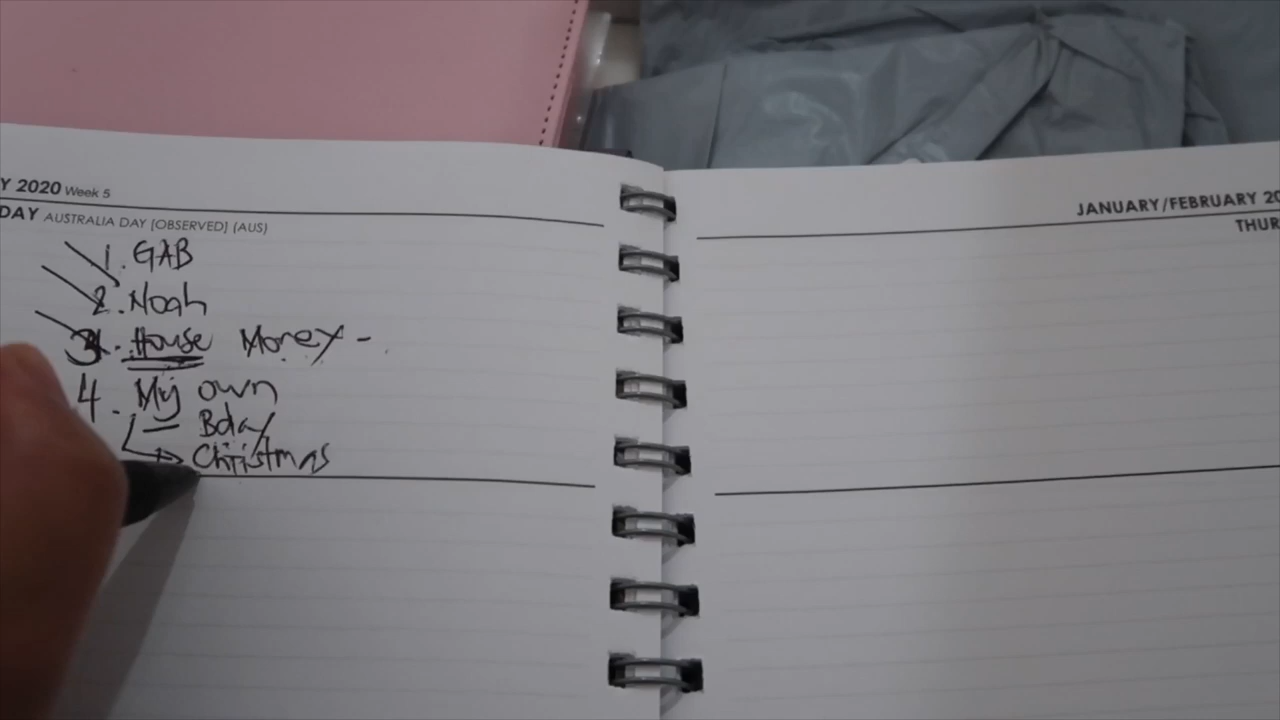 Y 2020 Week 5
DAY AUSTRALIA DAY [OBSERVED] (AUS)
1. GAB
2. Noah
3. House Money -
4. My own
Bday
Christmas
JANUARY/FEBRUARY 20
THUR